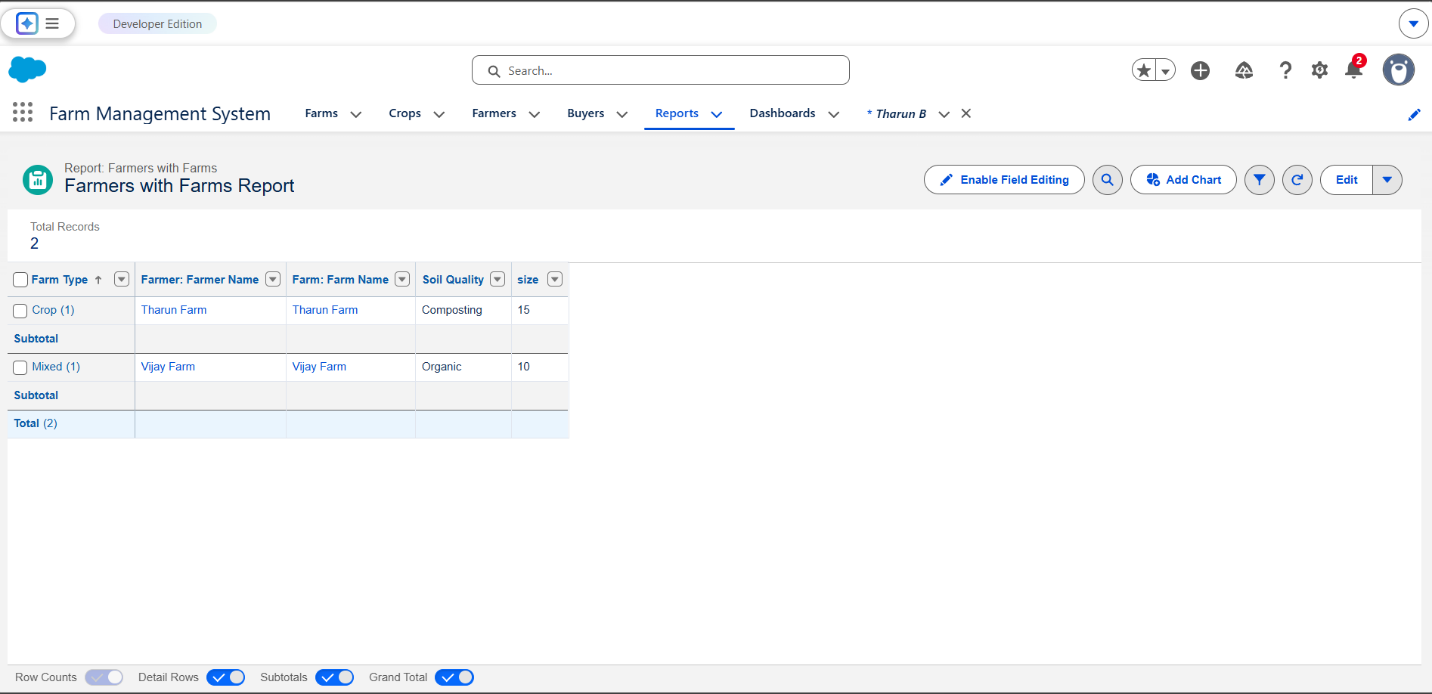 Developer Edition
Search...
2
Farm Management System Farms Crops Farmers Buyers Reports Dashboards * Tharun B
Report: Farmers with Farms
Farmers with Farms Report
Enable Field Editing Add Chart Edit
Total Records
2
Farm Type ↑ Farmer: Farmer Name Farm: Farm Name Soil Quality size
Crop (1) Tharun Farm Tharun Farm Composting 15
Subtotal
Mixed (1) Vijay Farm Vijay Farm Organic 10
Subtotal
Total (2)
Row Counts Detail Rows Subtotals Grand Total